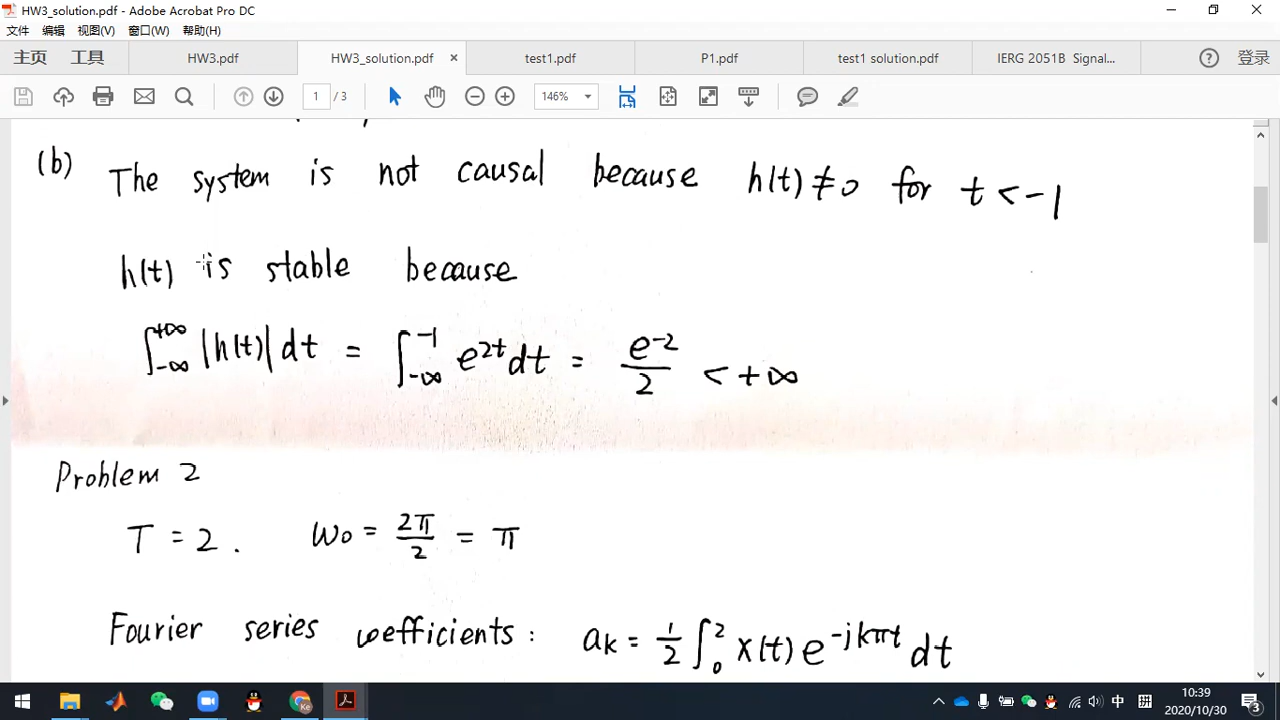 HW3_solution.pdf - Adobe Acrobat Pro DC
文件 编辑 视图(V) 窗口(W) 帮助(H)
主页 工具 HW3.pdf HW3_solution.pdf × test1.pdf P1.pdf test1 solution.pdf IERG 2051B Signal... 登录
1 / 3 146%
(b) The system is not causal because h(t) ≠ 0 for t < -1
h(t) is stable because
∫_{-∞}^{+∞} |h(t)| dt = ∫_{-∞}^{-1} e^{2t} dt = e^{-2}/2 < +∞
Problem 2
T = 2 . ω₀ = 2π/2 = π
Fourier series coefficients : a_k = 1/2 ∫_0^2 x(t) e^{-jkπt} dt
中 拼 10:39
2020/10/30 3